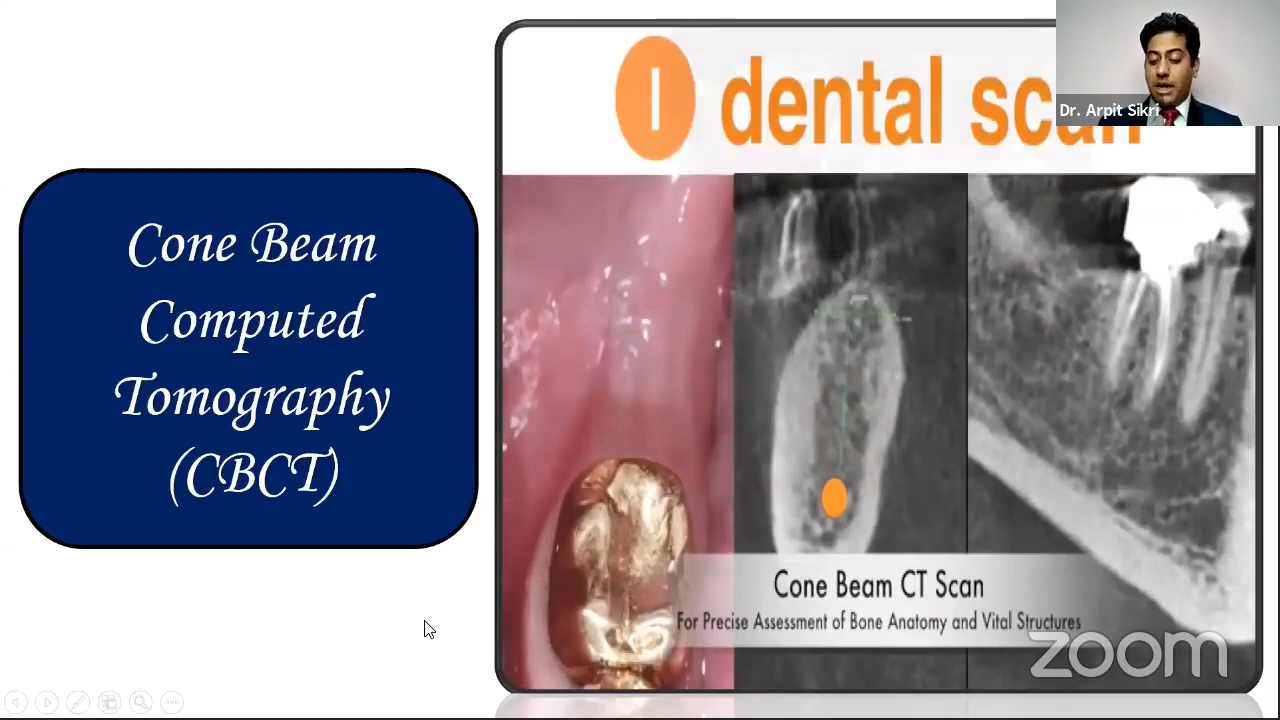 Cone Beam
Computed
Tomography
(CBCT)
I dental scan
Dr. Arpit Sikri
Cone Beam CT Scan
For Precise Assessment of Bone Anatomy and Vital Structures
zoom